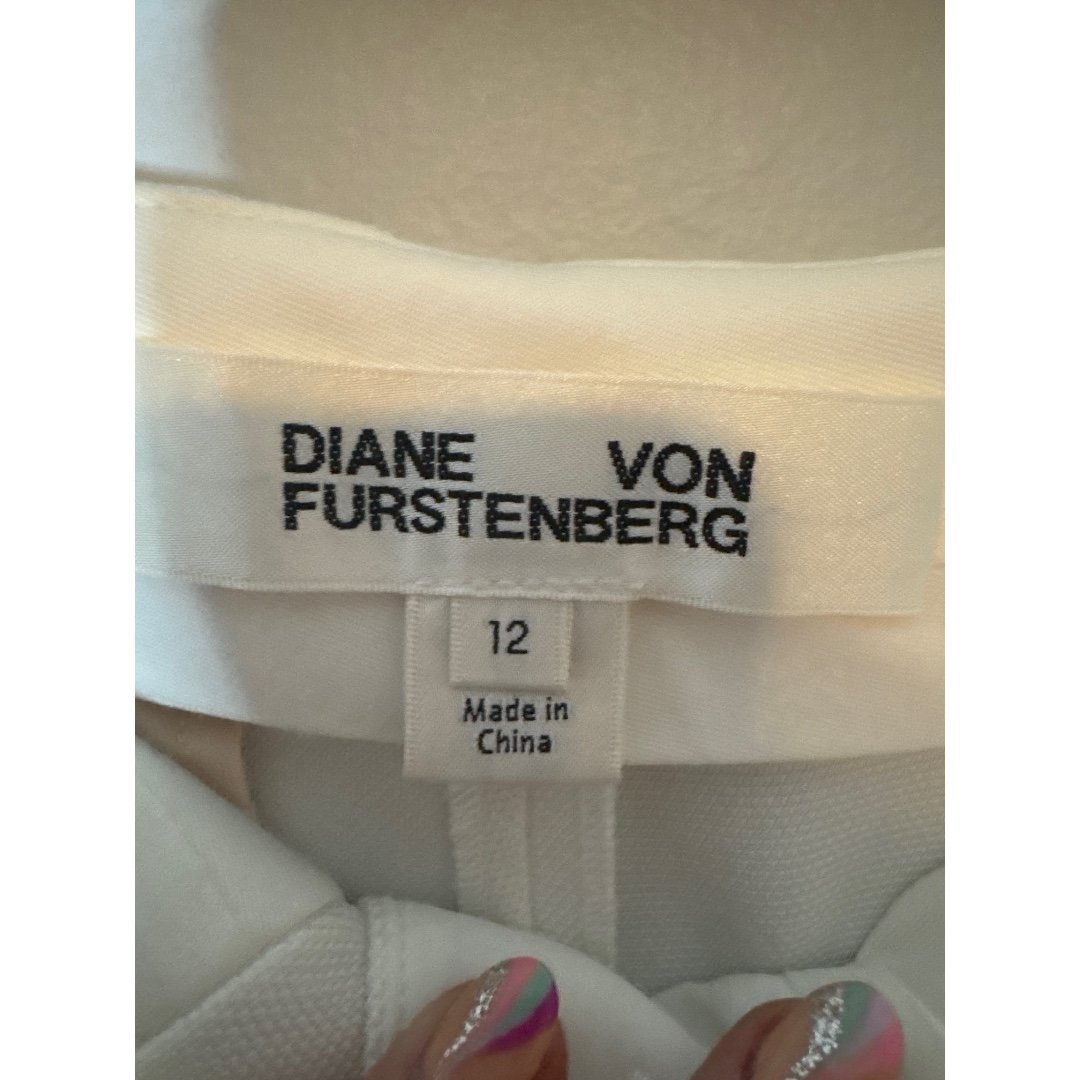 DIANE VON
FURSTENBERG
12
Made in
China